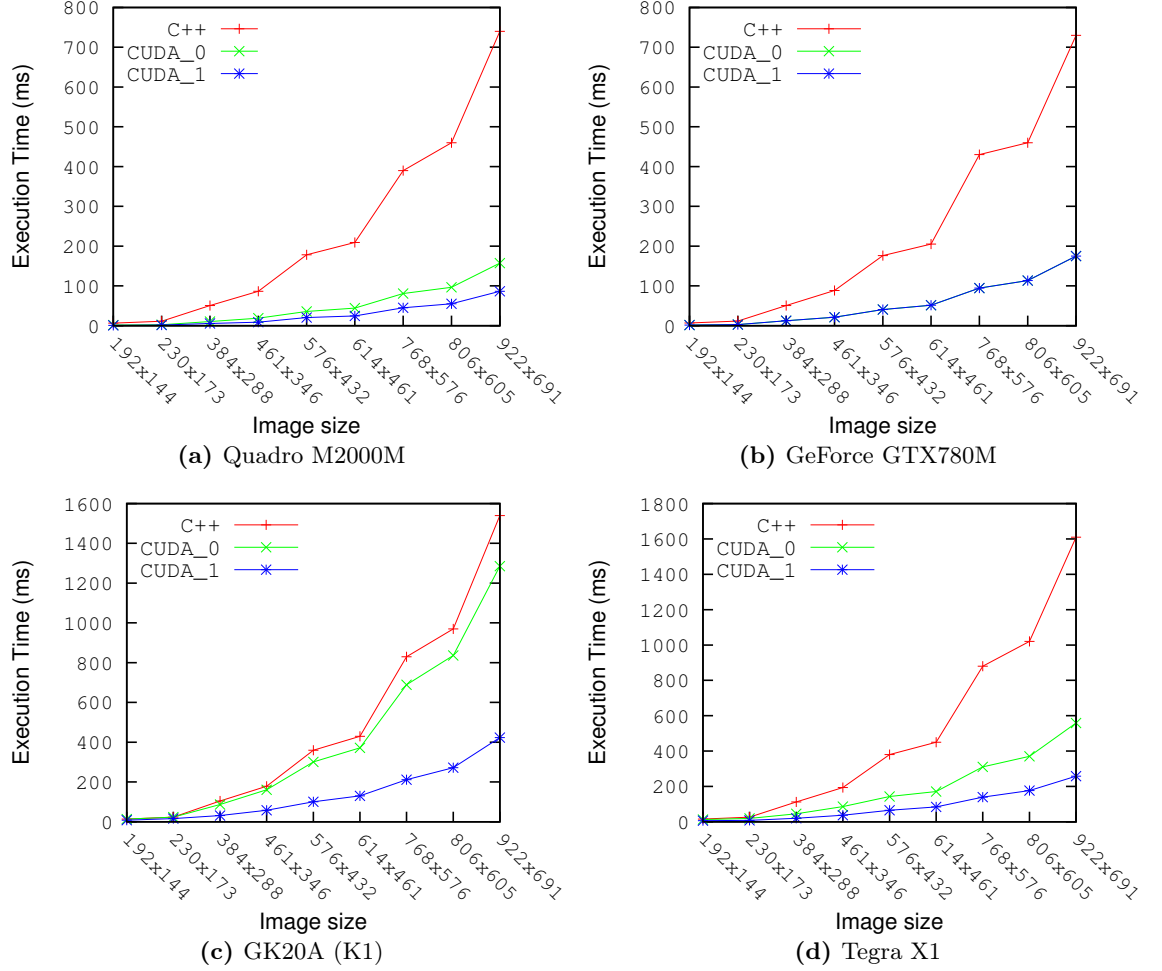 Execution Time (ms)
800
700
600
500
400
300
200
100
0
C++
CUDA_0
CUDA_1
192x144
230x173
384x288
461x346
576x432
614x461
768x576
806x605
922x691
Image size
(a) Quadro M2000M
Execution Time (ms)
800
700
600
500
400
300
200
100
0
C++
CUDA_0
CUDA_1
192x144
230x173
384x288
461x346
576x432
614x461
768x576
806x605
922x691
Image size
(b) GeForce GTX780M
Execution Time (ms)
1600
1400
1200
1000
800
600
400
200
0
C++
CUDA_0
CUDA_1
192x144
230x173
384x288
461x346
576x432
614x461
768x576
806x605
922x691
Image size
(c) GK20A (K1)
Execution Time (ms)
1800
1600
1400
1200
1000
800
600
400
200
0
C++
CUDA_0
CUDA_1
192x144
230x173
384x288
461x346
576x432
614x461
768x576
806x605
922x691
Image size
(d) Tegra X1